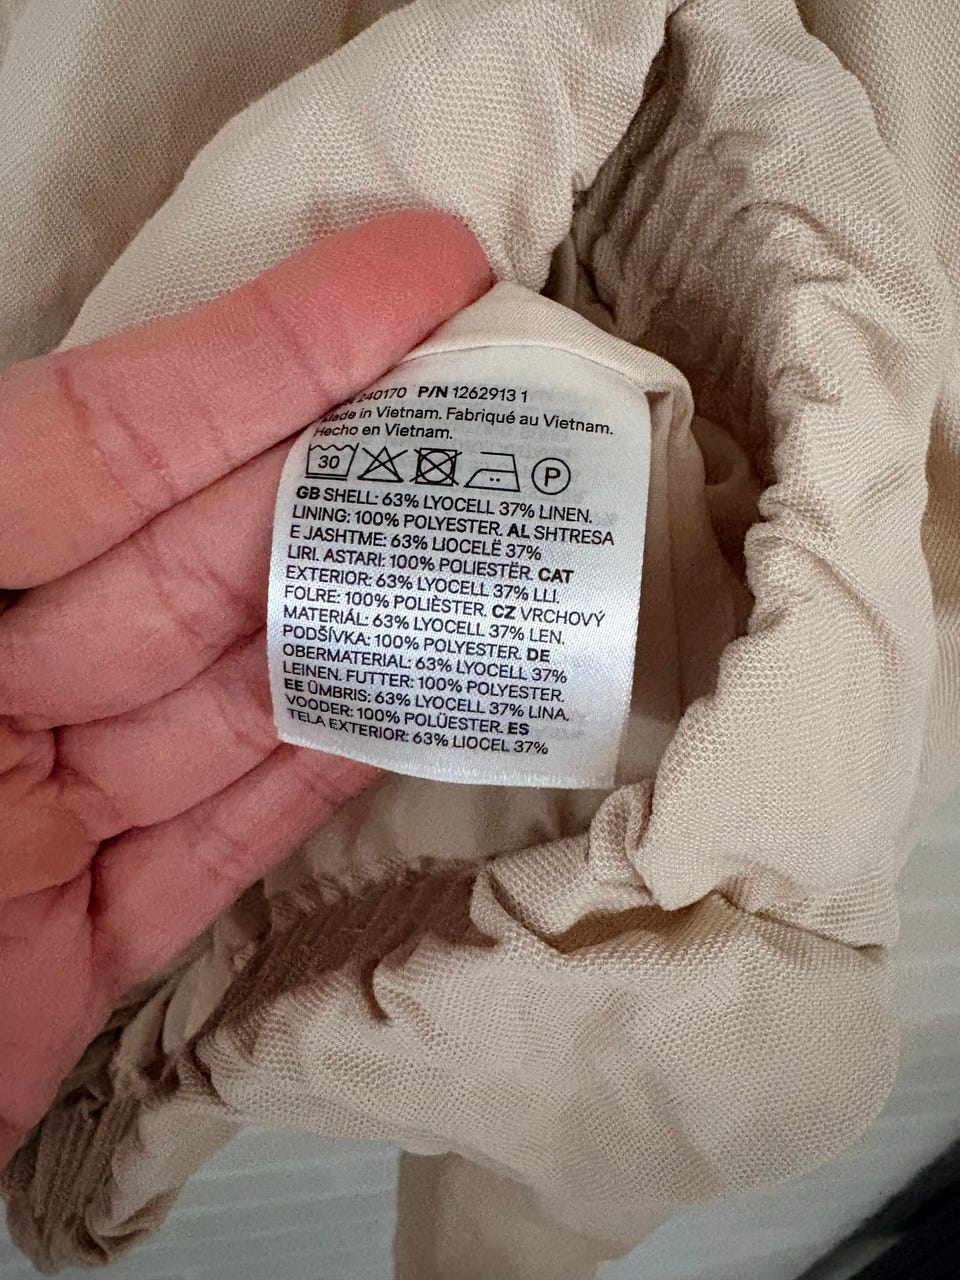 240170 P/N 1262913 1
Made in Vietnam. Fabriqué au Vietnam.
Hecho en Vietnam.
30 P
GB SHELL: 63% LYOCELL 37% LINEN.
LINING: 100% POLYESTER. AL SHTRESA
E JASHTME: 63% LIOCELË 37%
LIRI. ASTARI: 100% POLIESTËR. CAT
EXTERIOR: 63% LYOCELL 37% LLI.
FOLRE: 100% POLIÈSTER. CZ VRCHOVÝ
MATERIÁL: 63% LYOCELL 37% LEN.
PODŠÍVKA: 100% POLYESTER. DE
OBERMATERIAL: 63% LYOCELL 37%
LEINEN. FUTTER: 100% POLYESTER.
EE ÜMBRIS: 63% LYOCELL 37% LINA.
VOODER: 100% POLÜESTER. ES
TELA EXTERIOR: 63% LIOCEL 37%